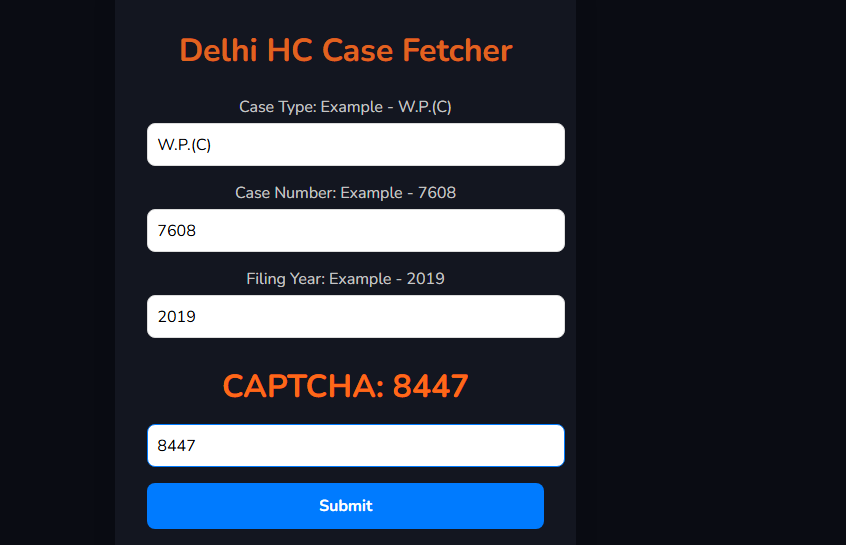 Delhi HC Case Fetcher
Case Type: Example - W.P.(C)
W.P.(C)
Case Number: Example - 7608
7608
Filing Year: Example - 2019
2019
CAPTCHA: 8447
8447
Submit